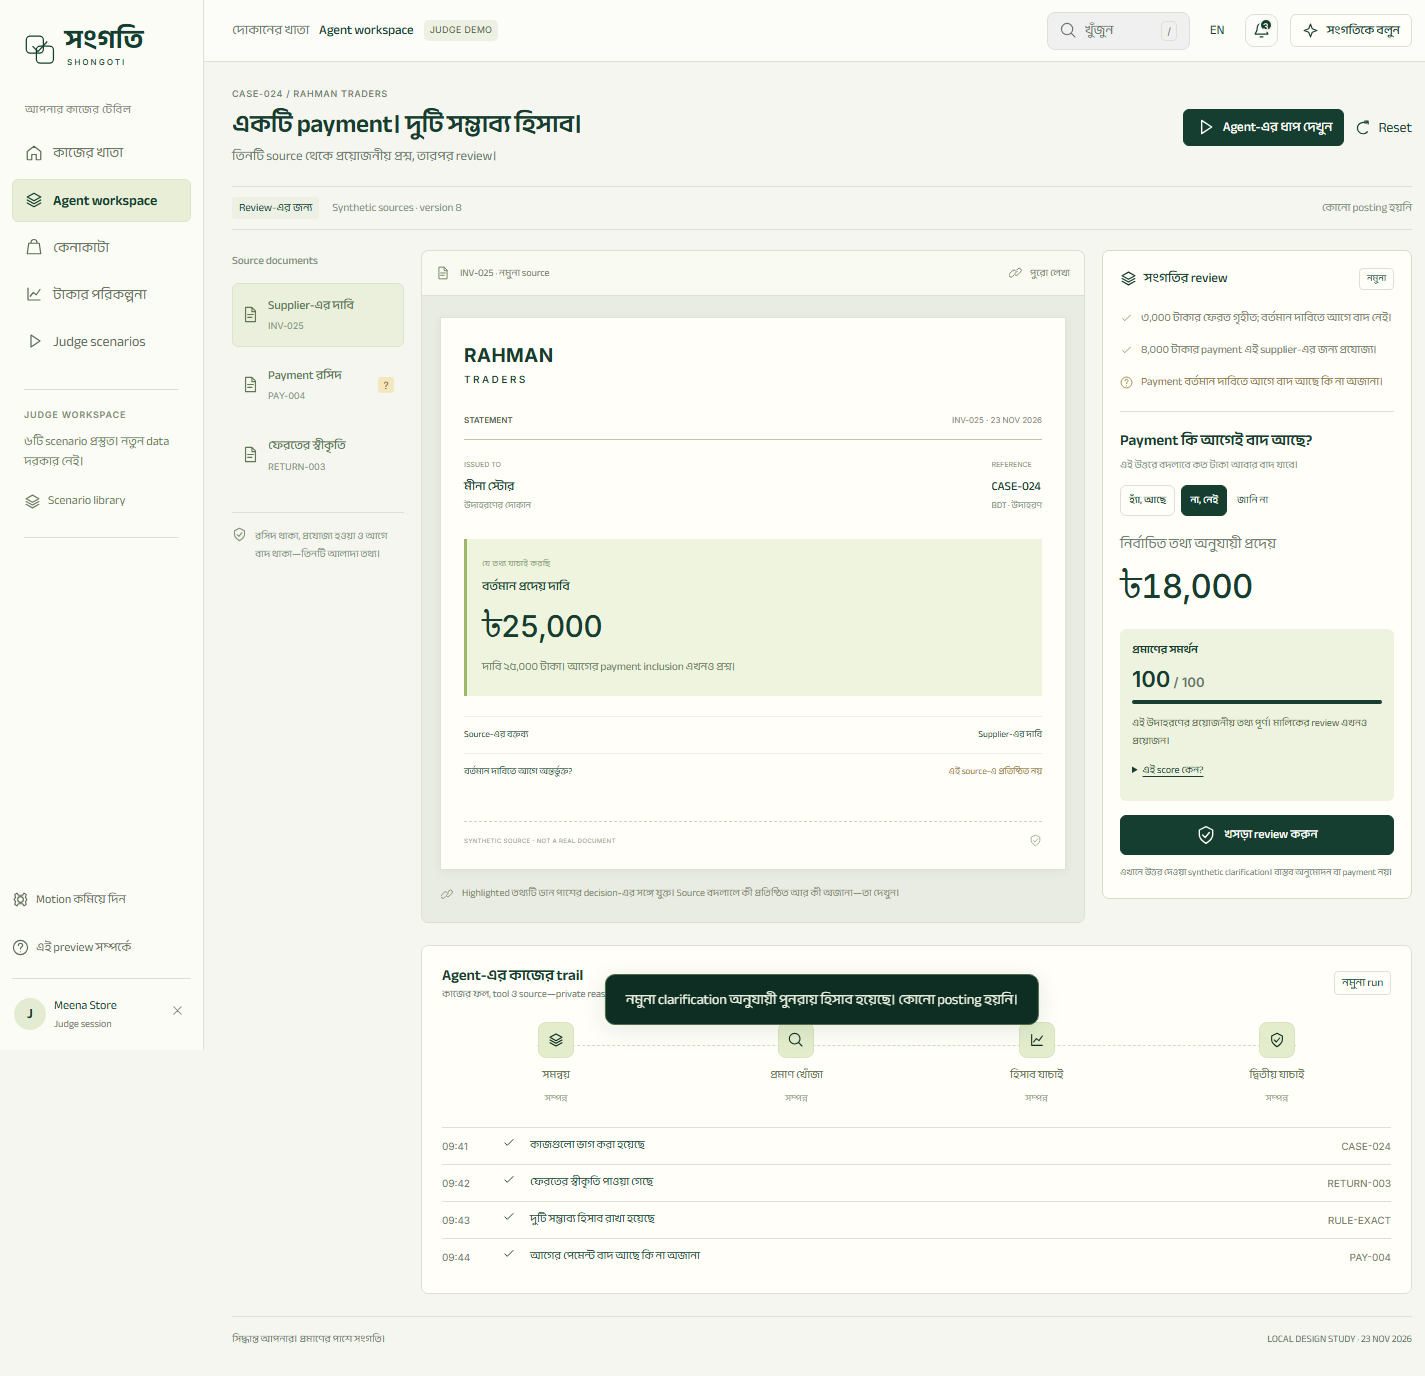 সংগতি
SHONGOTI
আপনার কাজের টেবিল
কাজের খাতা
Agent workspace
কেনাকাটা
টাকার পরিকল্পনা
Judge scenarios
JUDGE WORKSPACE
৬টি scenario প্রস্তুত। নতুন data
দরকার নেই।
Scenario library
Motion কমিয়ে দিন
এই preview সম্পর্কে
J
Meena Store
Judge session
দোকানের খাতা Agent workspace JUDGE DEMO
খুঁজুন /
EN
3
সংগতিকে বলুন
CASE-024 / RAHMAN TRADERS
একটি payment। দুটি সম্ভাব্য হিসাব।
তিনটি source থেকে প্রয়োজনীয় প্রশ্ন, তারপর review।
Agent-এর ধাপ দেখুন
Reset
Review-এর জন্য
Synthetic sources · version 8
কোনো posting হয়নি
Source documents
Supplier-এর দাবি
INV-025
Payment রসিদ
PAY-004
?
ফেরতের স্বীকৃতি
RETURN-003
রসিদ থাকা, প্রযোজ্য হওয়া ও আগে
বাদ থাকা—তিনটি আলাদা তথ্য।
INV-025 · নমুনা source
পুরো লেখা
RAHMAN
TRADERS
STATEMENT
INV-025 · 23 NOV 2026
ISSUED TO
REFERENCE
মীনা স্টোর
CASE-024
উদাহরণের দোকান
BDT · উদাহরণ
যে তথ্য যাচাই করছি
বর্তমান প্রদেয় দাবি
৳25,000
দাবি ২৫,০০০ টাকা। আগের payment inclusion এখনও প্রশ্ন।
Source-এর বক্তব্য
Supplier-এর দাবি
বর্তমান দাবিতে আগে অন্তর্ভুক্ত?
এই source-এ প্রতিষ্ঠিত নয়
SYNTHETIC SOURCE · NOT A REAL DOCUMENT
Highlighted তথ্যটি ডান পাশের decision-এর সঙ্গে যুক্ত। Source বদলালে কী প্রতিষ্ঠিত আর কী অজানা—তা দেখুন।
সংগতির review
নমুনা
৩,০০০ টাকার ফেরত গৃহীত; বর্তমান দাবিতে আগে বাদ নেই।
8,000 টাকার payment এই supplier-এর জন্য প্রযোজ্য।
Payment বর্তমান দাবিতে আগে বাদ আছে কি না অজানা।
Payment কি আগেই বাদ আছে?
এই উত্তরে বদলাবে কত টাকা আবার বাদ যাবে।
হ্যাঁ, আছে
না, নেই
জানি না
নির্বাচিত তথ্য অনুযায়ী প্রদেয়
৳18,000
প্রমাণের সমর্থন
100 / 100
এই উদাহরণের প্রয়োজনীয় তথ্য পূর্ণ। মালিকের review এখনও
প্রয়োজন।
এই score কেন?
খসড়া review করুন
এখানে উত্তর দেওয়া synthetic clarification। বাস্তব অনুমোদন বা payment নয়।
Agent-এর কাজের trail
কাজের ফল, tool ও source—private reas
নমুনা run
নমুনা clarification অনুযায়ী পুনরায় হিসাব হয়েছে। কোনো posting হয়নি।
সমন্বয়
প্রমাণ খোঁজা
হিসাব যাচাই
দ্বিতীয় যাচাই
সম্পন্ন
সম্পন্ন
সম্পন্ন
সম্পন্ন
09:41 কাজগুলো ভাগ করা হয়েছে CASE-024
09:42 ফেরতের স্বীকৃতি পাওয়া গেছে RETURN-003
09:43 দুটি সম্ভাব্য হিসাব রাখা হয়েছে RULE-EXACT
09:44 আগের পেমেন্ট বাদ আছে কি না অজানা PAY-004
সিদ্ধান্ত আপনার। প্রমাণের পাশে সংগতি।
LOCAL DESIGN STUDY · 23 NOV 2026